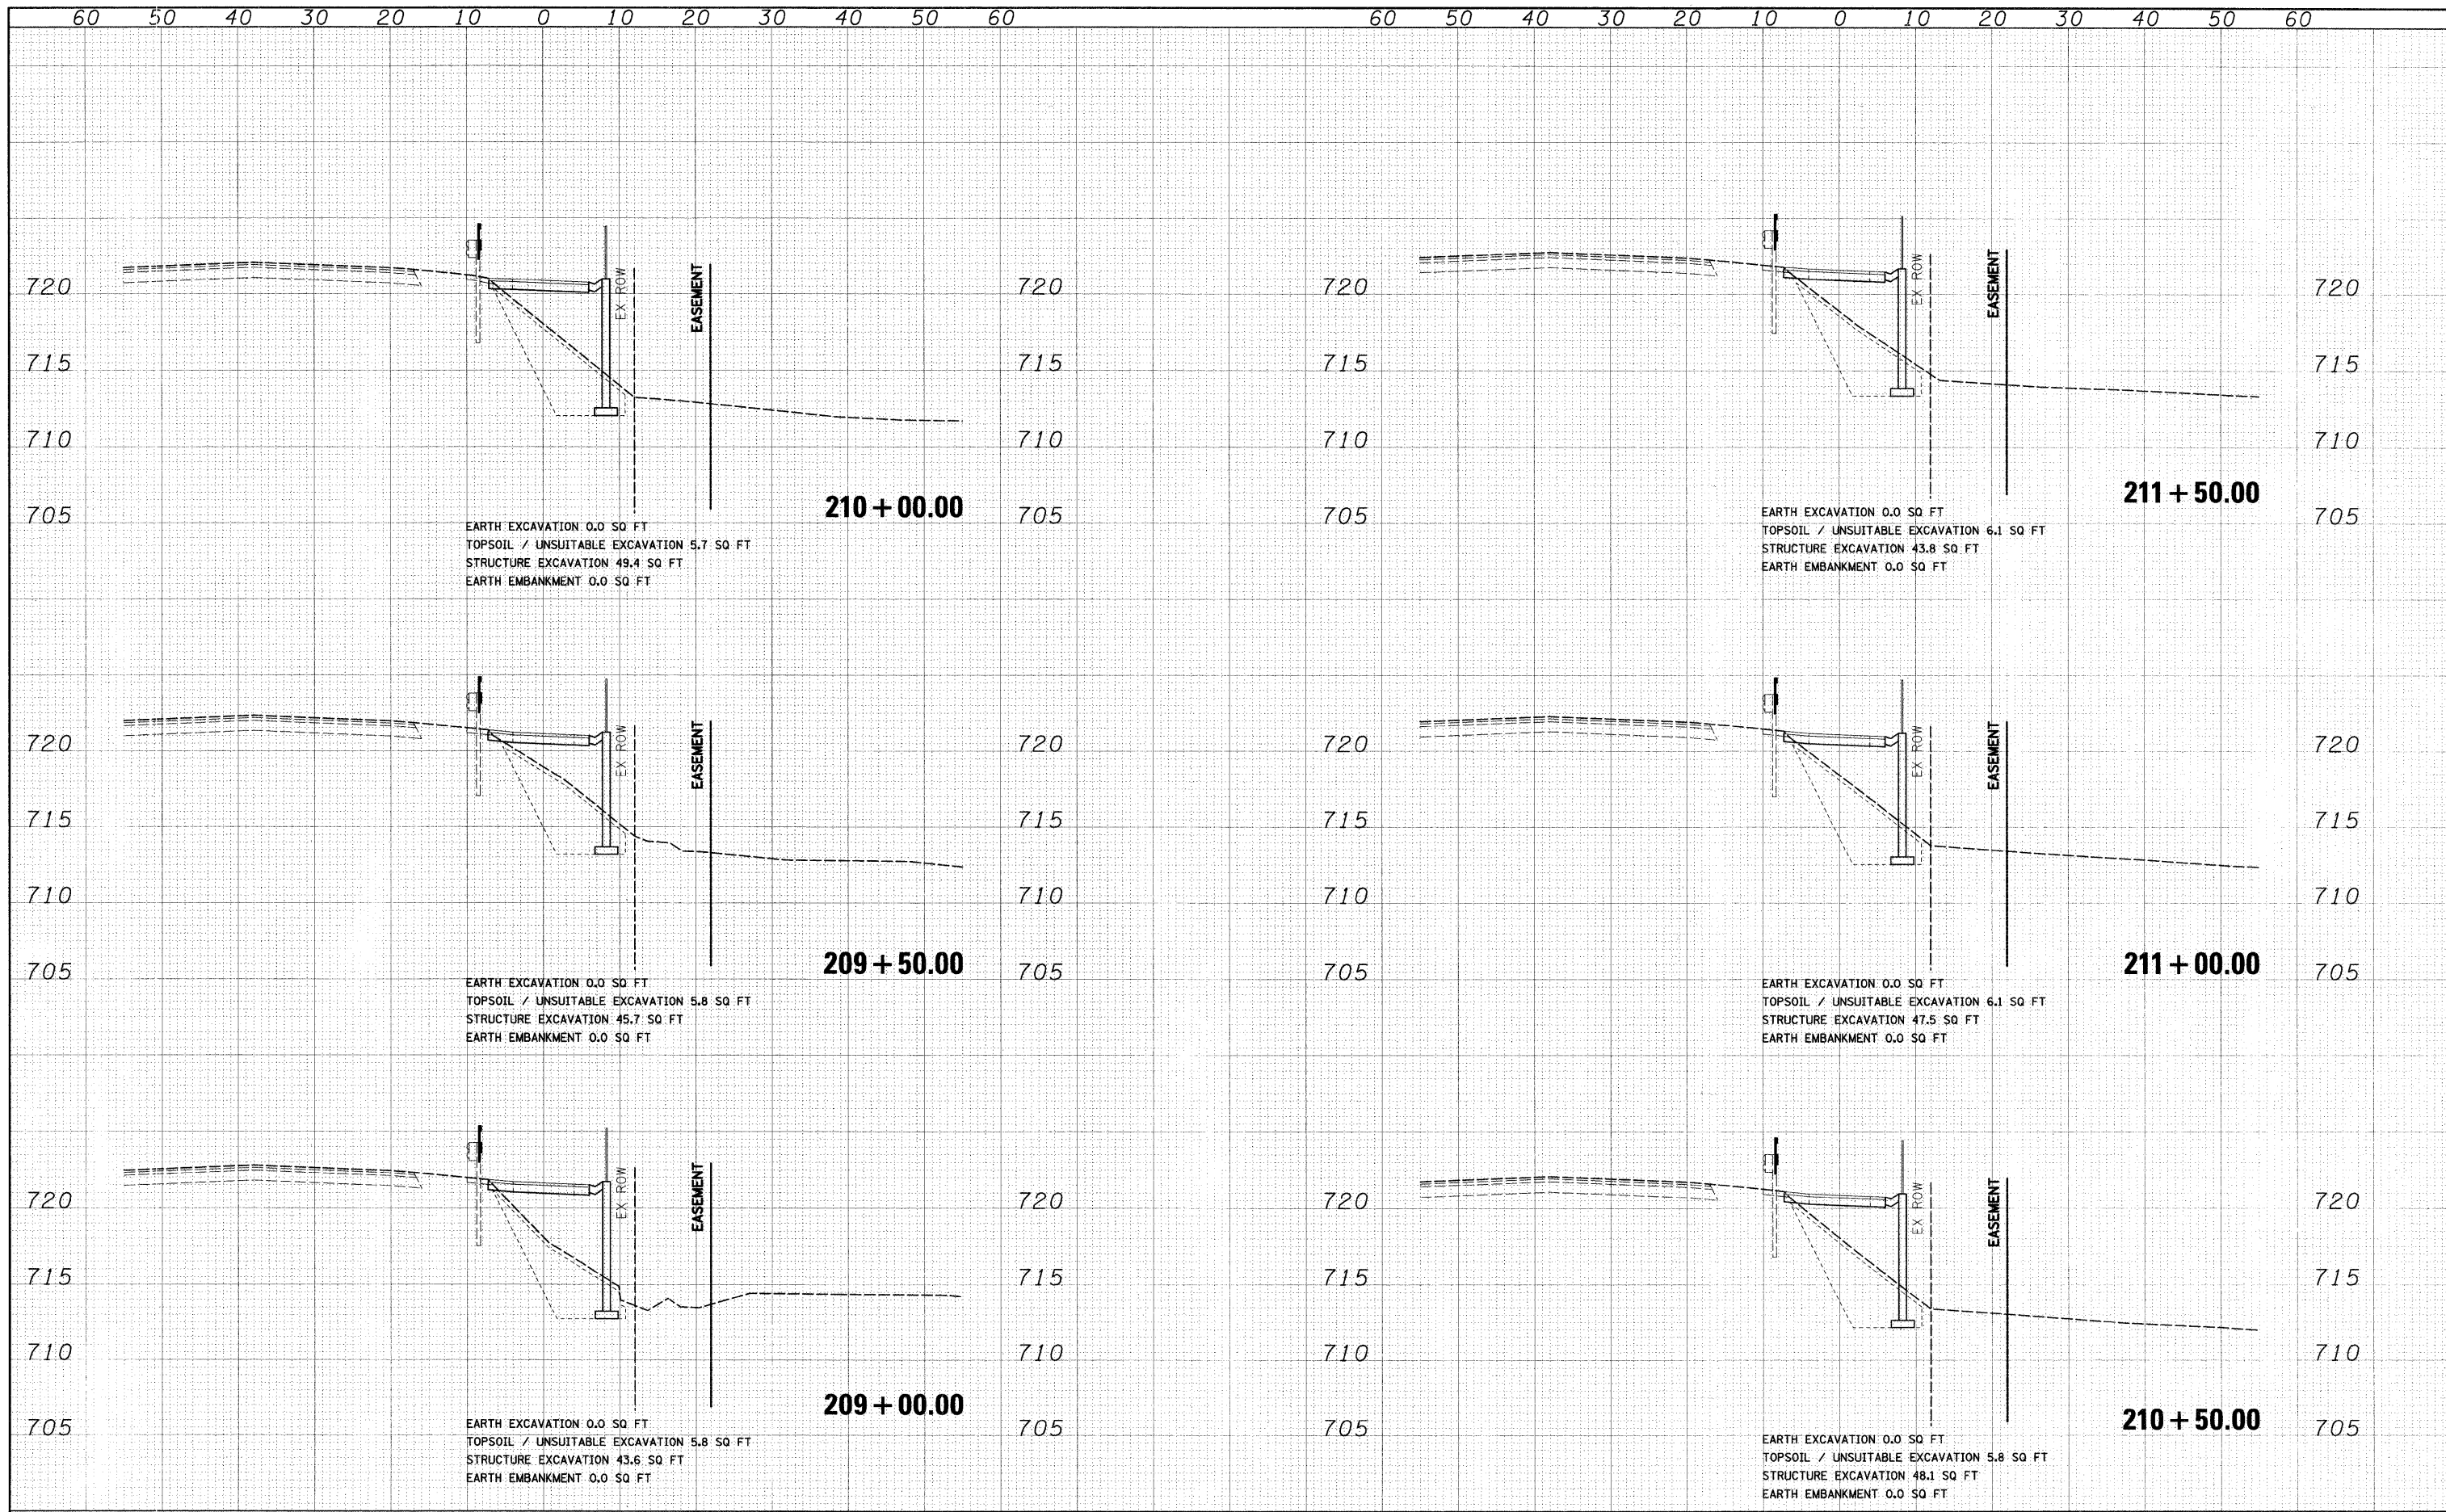 60 50 40 30 20 10 0 10 20 30 40 50 60 60 50 40 30 20 10 0 10 20 30 40 50 60
720 EX ROW EASEMENT 720
715 715
710 710
705 705
210+00.00
EARTH EXCAVATION 0.0 SQ FT
TOPSOIL / UNSUITABLE EXCAVATION 5.7 SQ FT
STRUCTURE EXCAVATION 49.4 SQ FT
EARTH EMBANKMENT 0.0 SQ FT
720 EX ROW EASEMENT 720
715 715
710 710
705 705
209+50.00
EARTH EXCAVATION 0.0 SQ FT
TOPSOIL / UNSUITABLE EXCAVATION 5.8 SQ FT
STRUCTURE EXCAVATION 45.7 SQ FT
EARTH EMBANKMENT 0.0 SQ FT
720 EX ROW EASEMENT 720
715 715
710 710
705 705
209+00.00
EARTH EXCAVATION 0.0 SQ FT
TOPSOIL / UNSUITABLE EXCAVATION 5.8 SQ FT
STRUCTURE EXCAVATION 43.6 SQ FT
EARTH EMBANKMENT 0.0 SQ FT
720 EX ROW EASEMENT 720
715 715
710 710
705 705
211+50.00
EARTH EXCAVATION 0.0 SQ FT
TOPSOIL / UNSUITABLE EXCAVATION 6.1 SQ FT
STRUCTURE EXCAVATION 43.8 SQ FT
EARTH EMBANKMENT 0.0 SQ FT
720 EX ROW EASEMENT 720
715 715
710 710
705 705
211+00.00
EARTH EXCAVATION 0.0 SQ FT
TOPSOIL / UNSUITABLE EXCAVATION 6.1 SQ FT
STRUCTURE EXCAVATION 47.5 SQ FT
EARTH EMBANKMENT 0.0 SQ FT
720 EX ROW EASEMENT 720
715 715
710 710
705 705
210+50.00
EARTH EXCAVATION 0.0 SQ FT
TOPSOIL / UNSUITABLE EXCAVATION 5.8 SQ FT
STRUCTURE EXCAVATION 48.1 SQ FT
EARTH EMBANKMENT 0.0 SQ FT